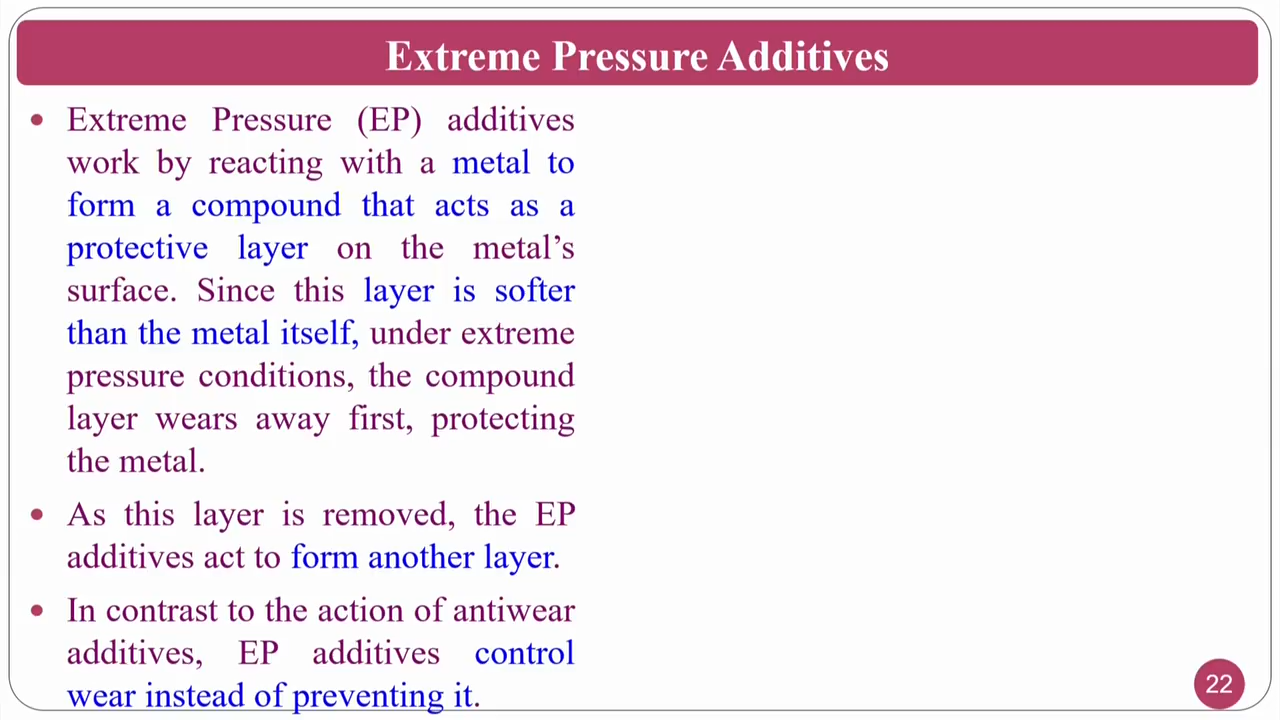 Extreme Pressure Additives
• Extreme Pressure (EP) additives
work by reacting with a metal to
form a compound that acts as a
protective layer on the metal’s
surface. Since this layer is softer
than the metal itself, under extreme
pressure conditions, the compound
layer wears away first, protecting
the metal.
• As this layer is removed, the EP
additives act to form another layer.
• In contrast to the action of antiwear
additives, EP additives control
wear instead of preventing it.
22